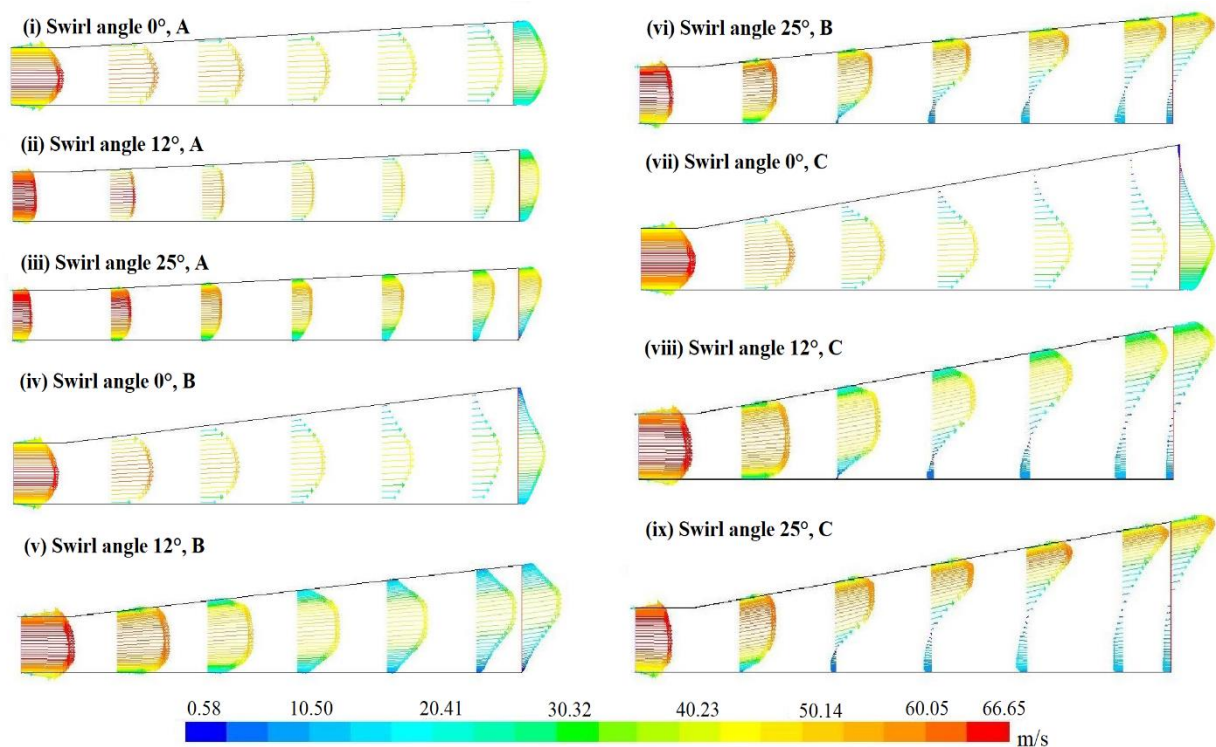 (i) Swirl angle 0°, A
(ii) Swirl angle 12°, A
(iii) Swirl angle 25°, A
(iv) Swirl angle 0°, B
(v) Swirl angle 12°, B
(vi) Swirl angle 25°, B
(vii) Swirl angle 0°, C
(viii) Swirl angle 12°, C
(ix) Swirl angle 25°, C
0.58 10.50 20.41 30.32 40.23 50.14 60.05 66.65
m/s